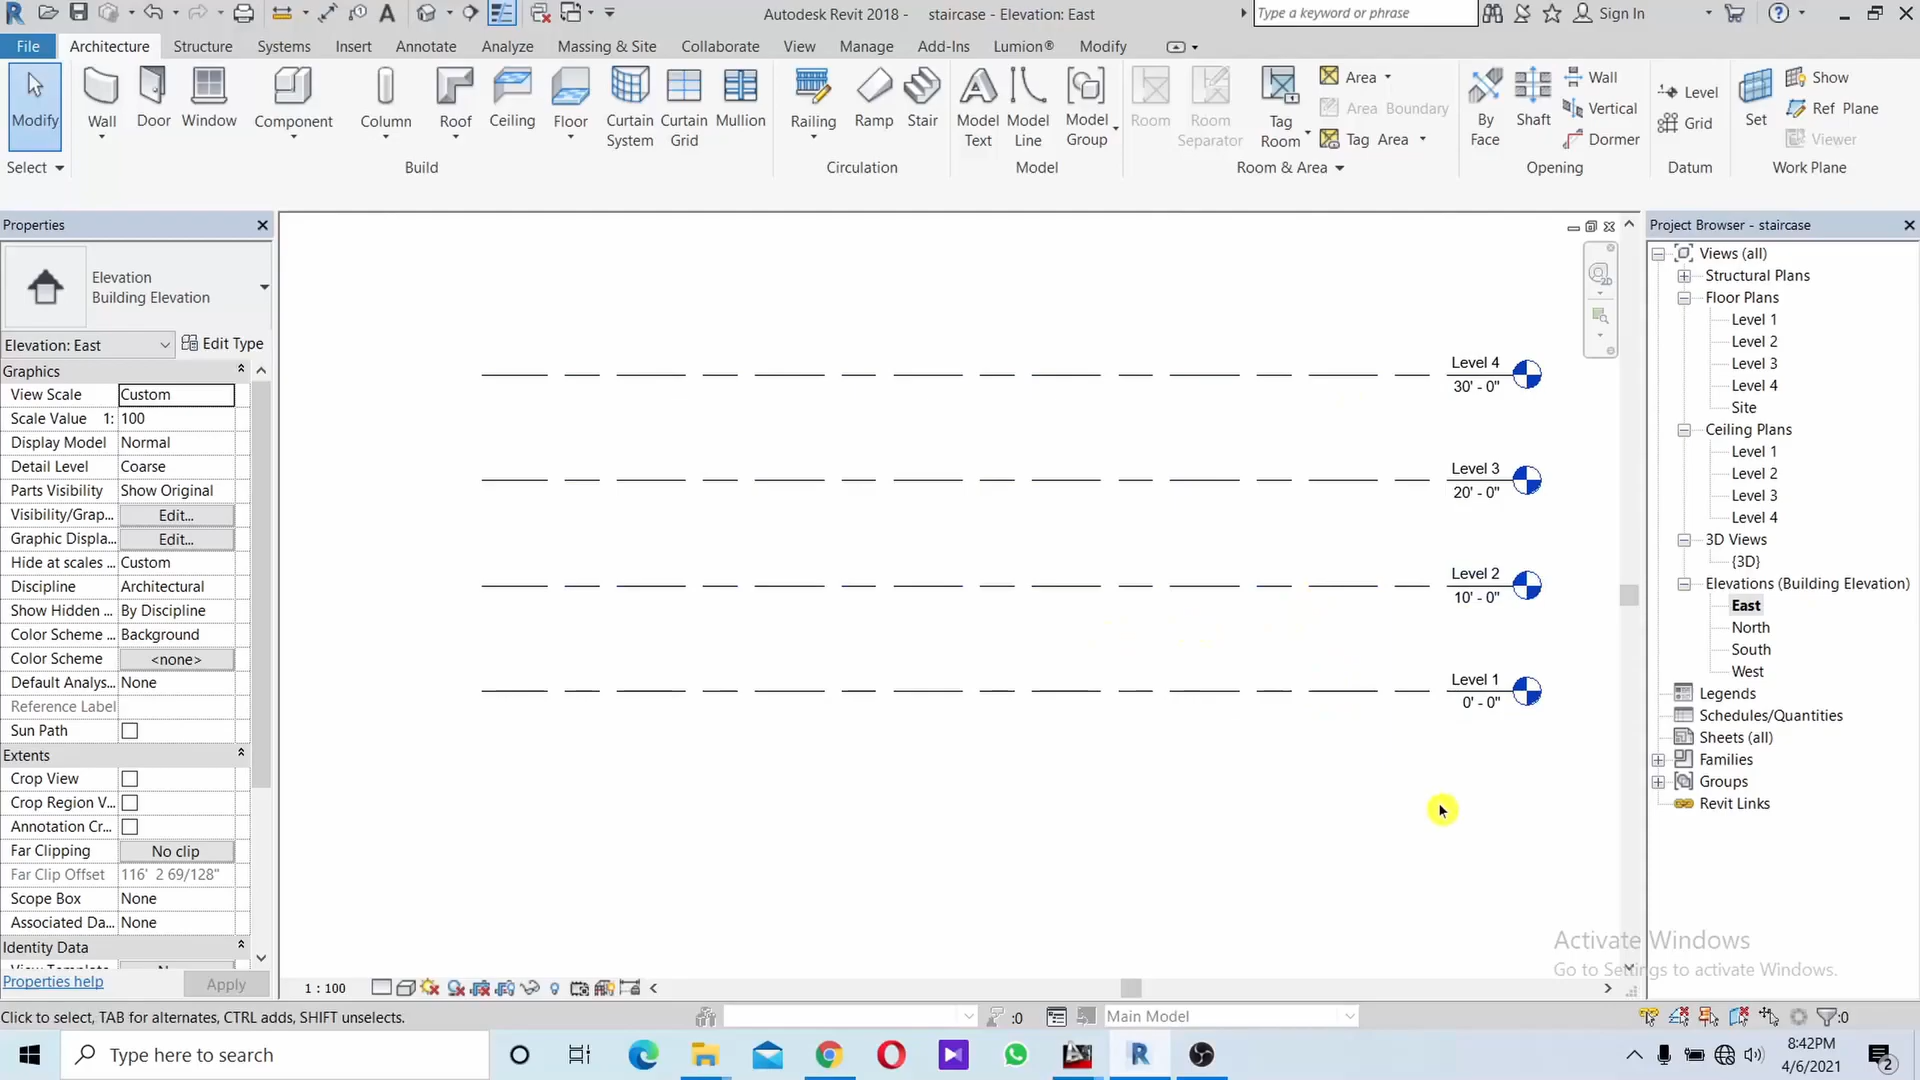 Autodesk Revit 2018 - staircase - Elevation: East
Type a keyword or phrase
Sign In
File Architecture Structure Systems Insert Annotate Analyze Massing & Site Collaborate View Manage Add-Ins Lumion® Modify
Modify
Wall
Door
Window
Component
Column
Roof
Ceiling
Floor
Curtain System
Curtain Grid
Mullion
Railing
Ramp
Stair
Model Text
Model Line
Model Group
Room
Room Separator
Tag Room
Area
Area Boundary
Tag Area
By Face
Shaft
Wall
Vertical
Dormer
Level
Grid
Set
Show
Ref Plane
Viewer
Select Build Circulation Model Room & Area Opening Datum Work Plane
Properties
Elevation
Building Elevation
Elevation: East Edit Type
Graphics
View Scale Custom
Scale Value 1: 100
Display Model Normal
Detail Level Coarse
Parts Visibility Show Original
Visibility/Grap... Edit...
Graphic Displa... Edit...
Hide at scales ... Custom
Discipline Architectural
Show Hidden ... By Discipline
Color Scheme ... Background
Color Scheme <none>
Default Analys... None
Reference Label
Sun Path
Extents
Crop View
Crop Region V...
Annotation Cr...
Far Clipping No clip
Far Clip Offset 116' 2 69/128"
Scope Box None
Associated Da... None
Identity Data
Properties help Apply
2D
Level 4
30' - 0"
Level 3
20' - 0"
Level 2
10' - 0"
Level 1
0' - 0"
1 : 100
Project Browser - staircase
Views (all)
Structural Plans
Floor Plans
Level 1
Level 2
Level 3
Level 4
Site
Ceiling Plans
Level 1
Level 2
Level 3
Level 4
3D Views
{3D}
Elevations (Building Elevation)
East
North
South
West
Legends
Schedules/Quantities
Sheets (all)
Families
Groups
Revit Links
Activate Windows
Go to Settings to activate Windows.
Click to select, TAB for alternates, CTRL adds, SHIFT unselects.
:0
Main Model
:0
Type here to search
8:42PM
4/6/2021
2